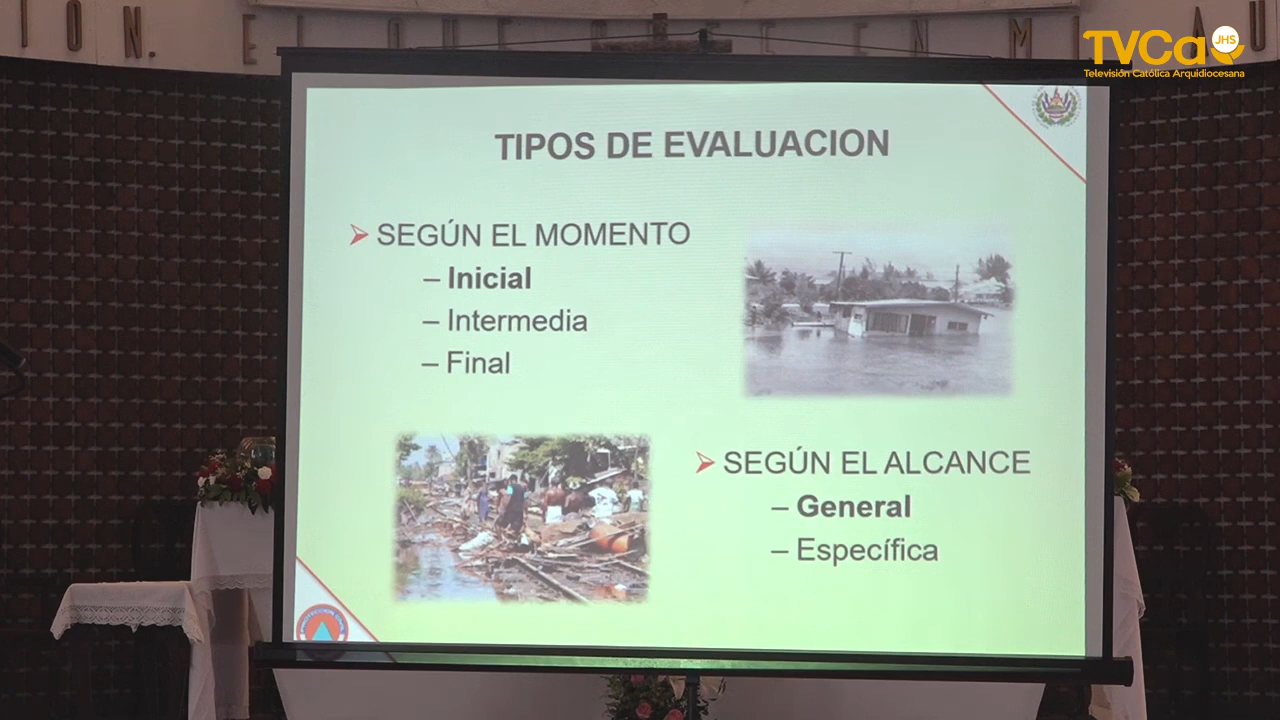 TVCa
JHS
Televisión Católica Arquidiocesana
TIPOS DE EVALUACION
SEGÚN EL MOMENTO
– Inicial
– Intermedia
– Final
SEGÚN EL ALCANCE
– General
– Específica